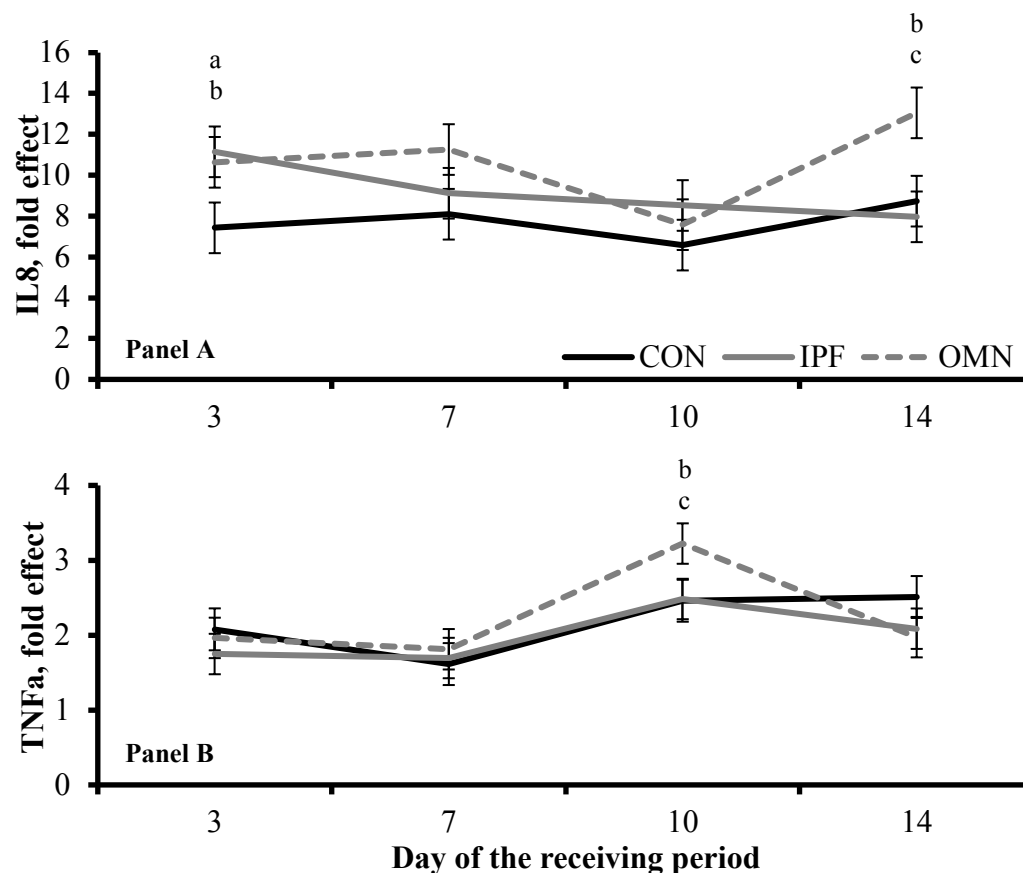 IL8, fold effect
16
14
12
10
8
6
4
2
0
a
b
b
c
Panel A
CON IPF OMN
3 7 10 14
TNFa, fold effect
4
3
2
1
0
b
c
Panel B
3 7 10 14
Day of the receiving period